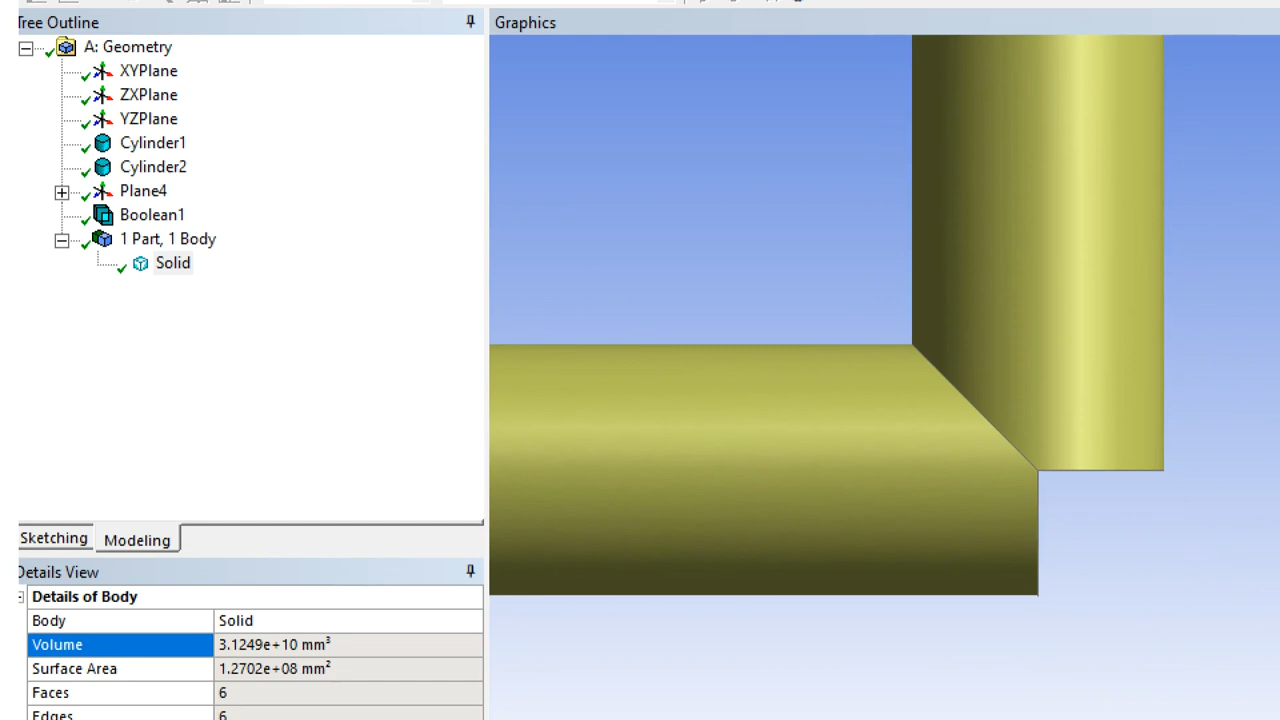 Tree Outline
Graphics
A: Geometry
XYPlane
ZXPlane
YZPlane
Cylinder1
Cylinder2
Plane4
Boolean1
1 Part, 1 Body
Solid
Sketching Modeling
Details View
Details of Body
Body Solid
Volume 3.1249e+10 mm³
Surface Area 1.2702e+08 mm²
Faces 6
Edges 6